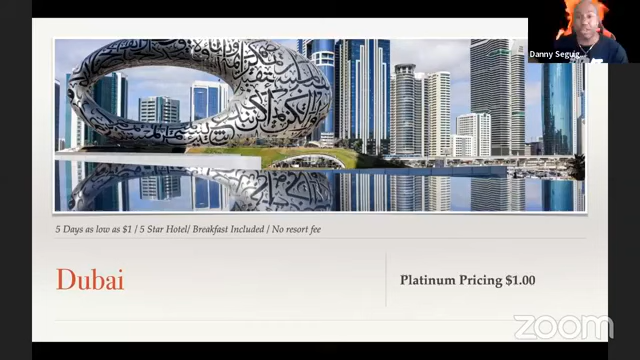 Danny Seguig
5 Days as low as $1 / 5 Star Hotel/ Breakfast Included / No resort fee
Dubai
Platinum Pricing $1.00
zoom